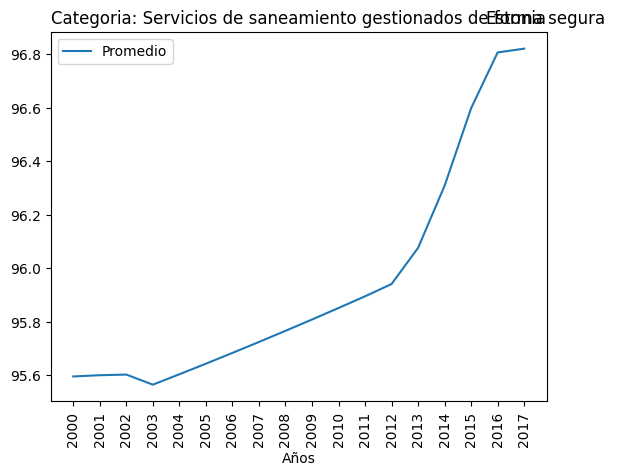 Categoria: Servicios de saneamiento gestionados de forma segura
Estonia
Promedio
96.8
96.6
96.4
96.2
96.0
95.8
95.6
2000 2001 2002 2003 2004 2005 2006 2007 2008 2009 2010 2011 2012 2013 2014 2015 2016 2017
Años